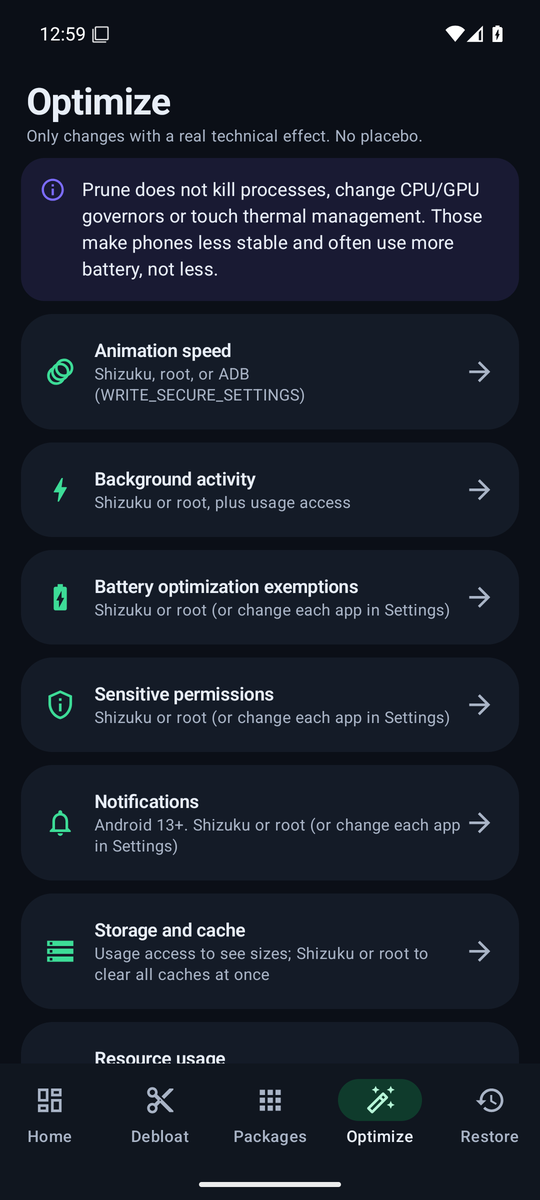 12:59
Optimize
Only changes with a real technical effect. No placebo.
Prune does not kill processes, change CPU/GPU
governors or touch thermal management. Those
make phones less stable and often use more
battery, not less.
Animation speed
Shizuku, root, or ADB
(WRITE_SECURE_SETTINGS)
Background activity
Shizuku or root, plus usage access
Battery optimization exemptions
Shizuku or root (or change each app in Settings)
Sensitive permissions
Shizuku or root (or change each app in Settings)
Notifications
Android 13+. Shizuku or root (or change each app
in Settings)
Storage and cache
Usage access to see sizes; Shizuku or root to
clear all caches at once
Resource usage
Home
Debloat
Packages
Optimize
Restore